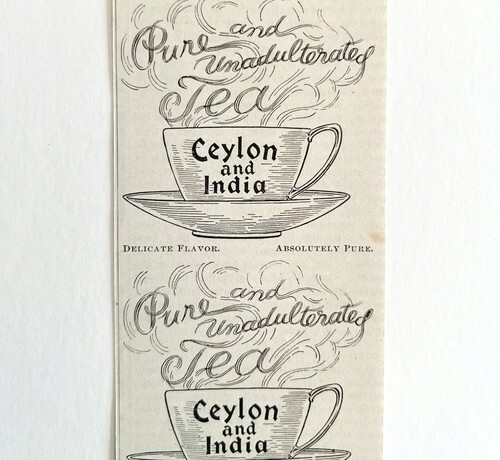 Pure and
Unadulterated
Tea
Ceylon
and
India
DELICATE FLAVOR. ABSOLUTELY PURE.
Pure and
Unadulterated
Tea
Ceylon
and
India